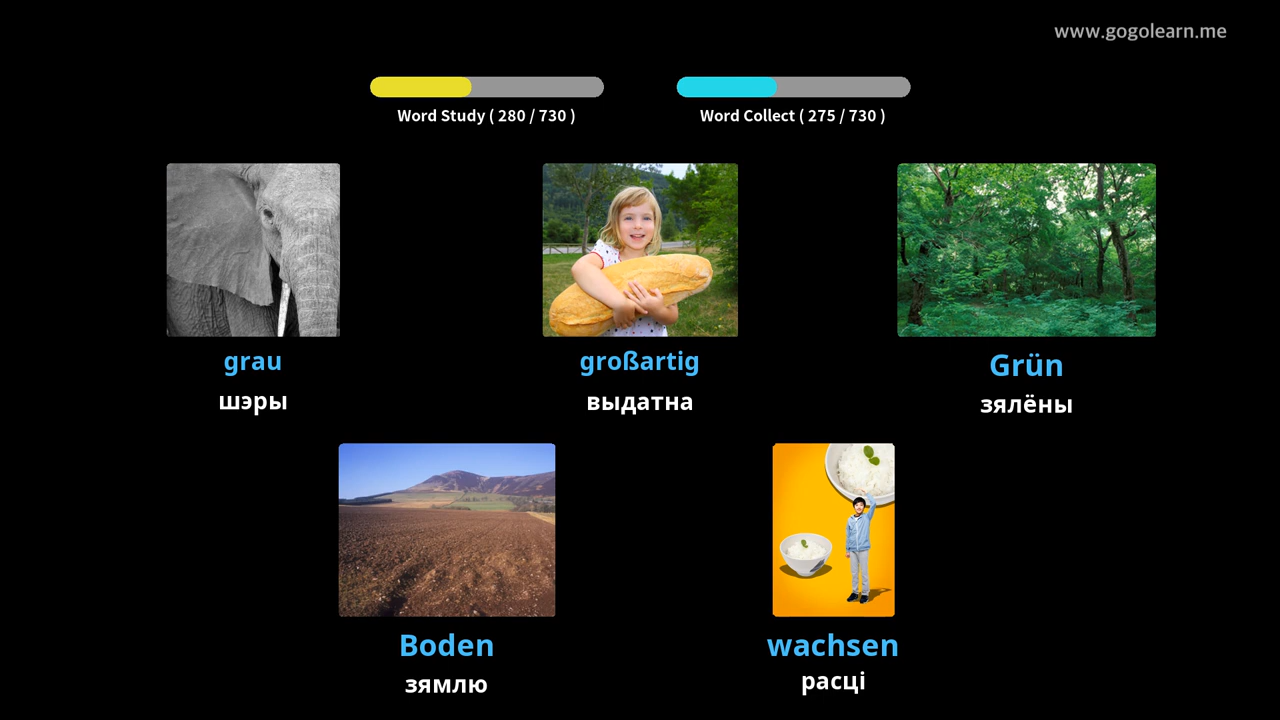 www.gogolearn.me
Word Study ( 280 / 730 )
Word Collect ( 275 / 730 )
grau
шэры
großartig
выдатна
Grün
зялёны
Boden
зямлю
wachsen
расці